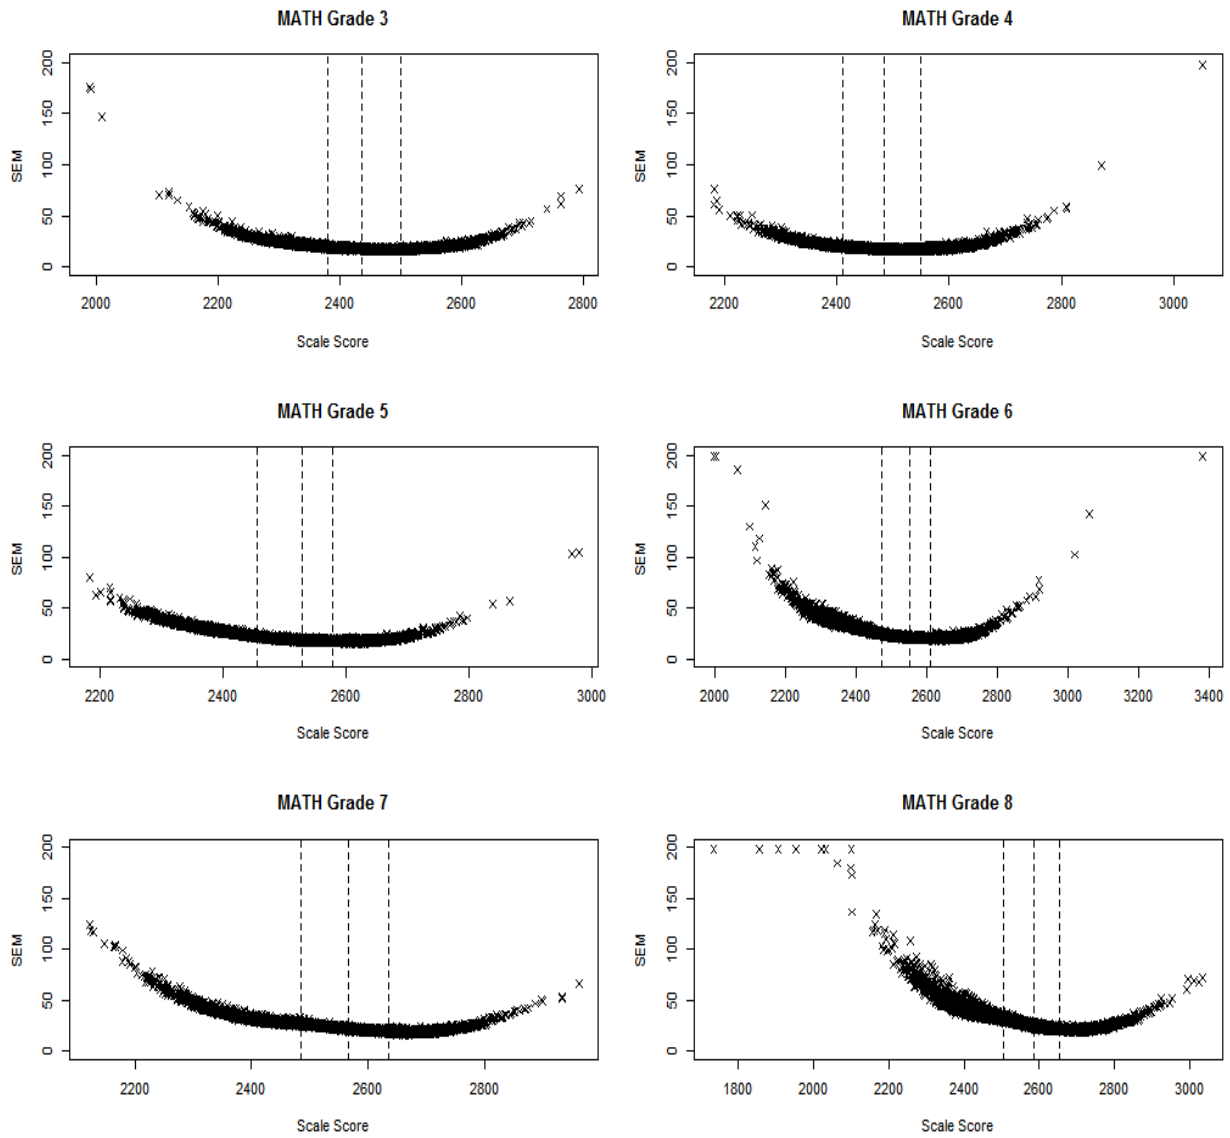 MATH Grade 3
SEM
0
50
100
150
200
2000 2200 2400 2600 2800
Scale Score
MATH Grade 4
SEM
0
50
100
150
200
2200 2400 2600 2800 3000
Scale Score
MATH Grade 5
SEM
0
50
100
150
200
2200 2400 2600 2800 3000
Scale Score
MATH Grade 6
SEM
0
50
100
150
200
2000 2200 2400 2600 2800 3000 3200 3400
Scale Score
MATH Grade 7
SEM
0
50
100
150
200
2200 2400 2600 2800
Scale Score
MATH Grade 8
SEM
0
50
100
150
200
1800 2000 2200 2400 2600 2800 3000
Scale Score